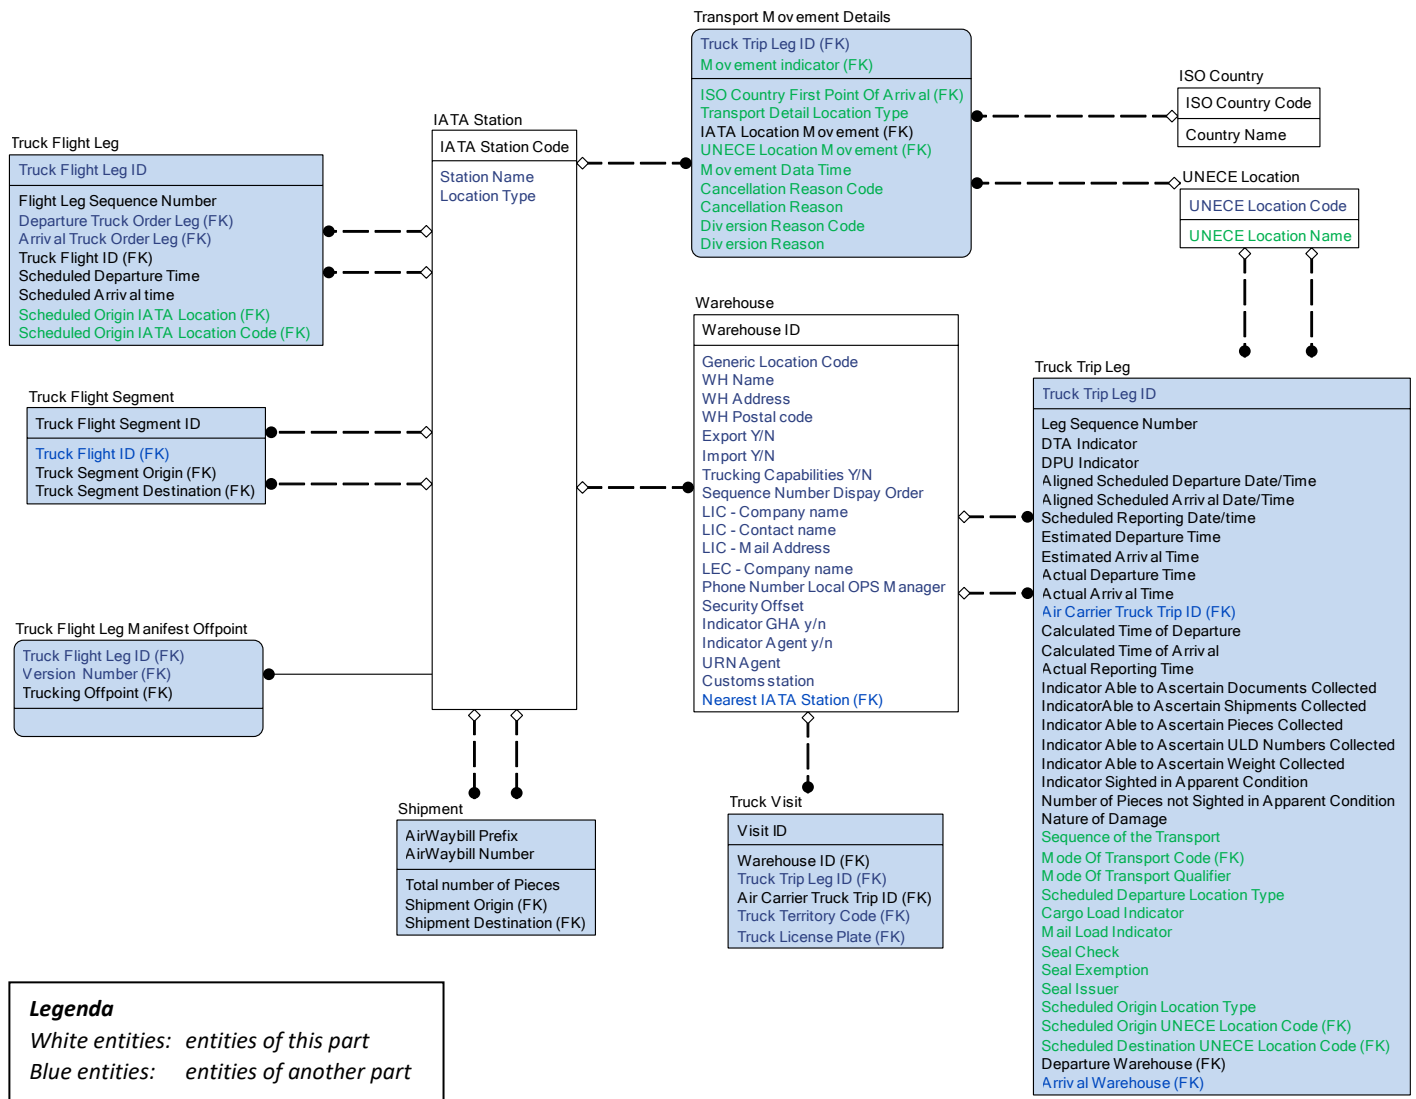 Transport Movement Details
Truck Trip Leg ID (FK)
Movement indicator (FK)
ISO Country First Point Of Arrival (FK)
Transport Detail Location Type
IATA Location Movement (FK)
UNECE Location Movement (FK)
Movement Data Time
Cancellation Reason Code
Cancellation Reason
Diversion Reason Code
Diversion Reason
ISO Country
ISO Country Code
Country Name
UNECE Location
UNECE Location Code
UNECE Location Name
IATA Station
IATA Station Code
Station Name
Location Type
Truck Flight Leg
Truck Flight Leg ID
Flight Leg Sequence Number
Departure Truck Order Leg (FK)
Arrival Truck Order Leg (FK)
Truck Flight ID (FK)
Scheduled Departure Time
Scheduled Arrival time
Scheduled Origin IATA Location (FK)
Scheduled Origin IATA Location Code (FK)
Truck Flight Segment
Truck Flight Segment ID
Truck Flight ID (FK)
Truck Segment Origin (FK)
Truck Segment Destination (FK)
Truck Flight Leg Manifest Offpoint
Truck Flight Leg ID (FK)
Version Number (FK)
Trucking Offpoint (FK)
Warehouse
Warehouse ID
Generic Location Code
WH Name
WH Address
WH Postal code
Export Y/N
Import Y/N
Trucking Capabilities Y/N
Sequence Number Dispay Order
LIC - Company name
LIC - Contact name
LIC - Mail Address
LEC - Company name
Phone Number Local OPS Manager
Security Offset
Indicator GHA y/n
Indicator Agent y/n
URN Agent
Customs station
Nearest IATA Station (FK)
Truck Trip Leg
Truck Trip Leg ID
Leg Sequence Number
DTA Indicator
DPU Indicator
Aligned Scheduled Departure Date/Time
Aligned Scheduled Arrival Date/Time
Scheduled Reporting Date/time
Estimated Departure Time
Estimated Arrival Time
Actual Departure Time
Actual Arrival Time
Air Carrier Truck Trip ID (FK)
Calculated Time of Departure
Calculated Time of Arrival
Actual Reporting Time
Indicator Able to Ascertain Documents Collected
IndicatorAble to Ascertain Shipments Collected
Indicator Able to Ascertain Pieces Collected
Indicator Able to Ascertain ULD Numbers Collected
Indicator Able to Ascertain Weight Collected
Indicator Sighted in Apparent Condition
Number of Pieces not Sighted in Apparent Condition
Nature of Damage
Sequence of the Transport
Mode Of Transport Code (FK)
Mode Of Transport Qualifier
Scheduled Departure Location Type
Cargo Load Indicator
Mail Load Indicator
Seal Check
Seal Exemption
Seal Issuer
Scheduled Origin Location Type
Scheduled Origin UNECE Location Code (FK)
Scheduled Destination UNECE Location Code (FK)
Departure Warehouse (FK)
Arrival Warehouse (FK)
Shipment
AirWaybill Prefix
AirWaybill Number
Total number of Pieces
Shipment Origin (FK)
Shipment Destination (FK)
Truck Visit
Visit ID
Warehouse ID (FK)
Truck Trip Leg ID (FK)
Air Carrier Truck Trip ID (FK)
Truck Territory Code (FK)
Truck License Plate (FK)
Legenda
White entities: entities of this part
Blue entities: entities of another part